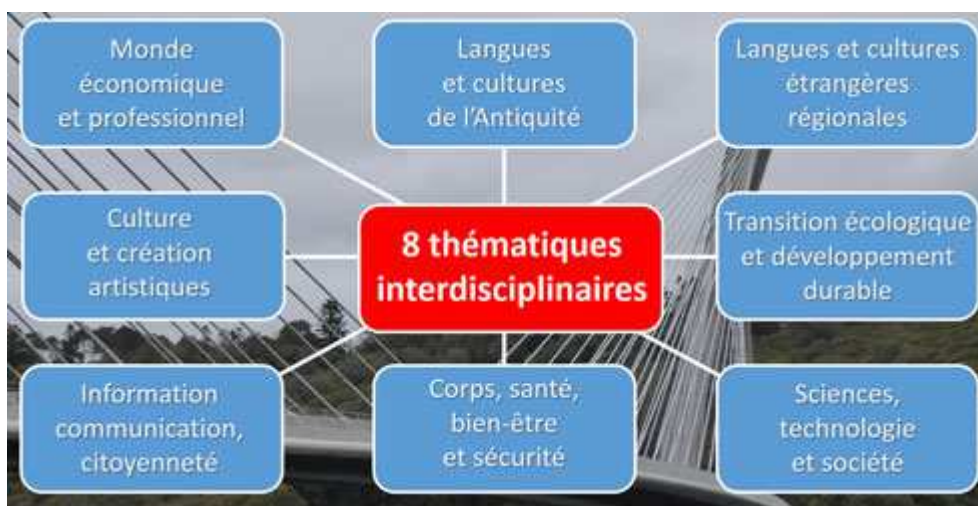 Monde
économique
et professionnel
Langues
et cultures
de l'Antiquité
Langues et cultures
étrangères
régionales
Culture
et création
artistiques
8 thématiques
interdisciplinaires
Transition écologique
et développement
durable
Information
communication,
citoyenneté
Corps, santé,
bien-être
et sécurité
Sciences,
technologie
et société